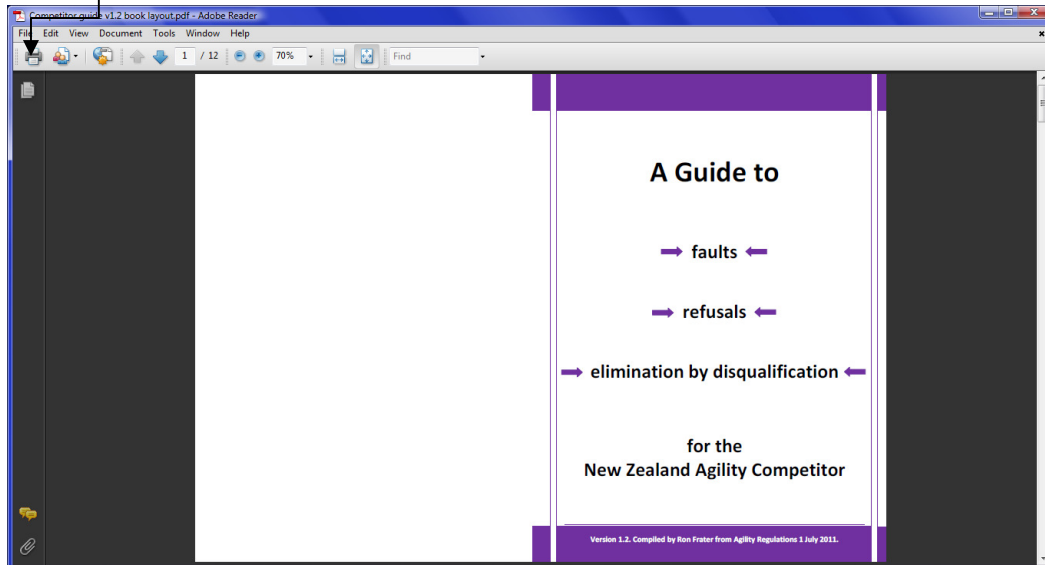 Competitor guide v1.2 book layout.pdf - Adobe Reader
File Edit View Document Tools Window Help
1 / 12 70% Find
A Guide to
faults
refusals
elimination by disqualification
for the
New Zealand Agility Competitor
Version 1.2. Compiled by Ron Frater from Agility Regulations 1 July 2011.